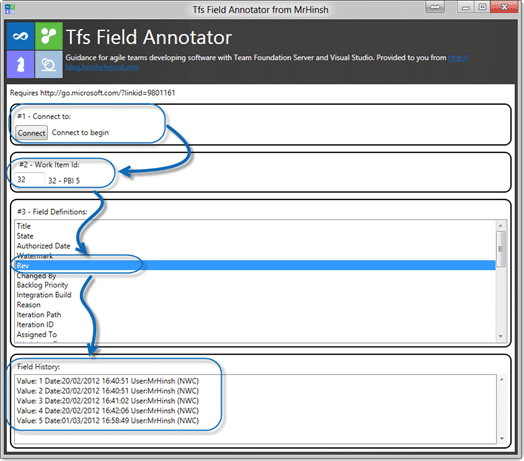 Tfs Field Annotator from MrHinsh
Tfs Field Annotator
Guidance for agile teams developing software with Team Foundation Server and Visual Studio. Provided to you from http://
blog.hinshelwood.com
Requires http://go.microsoft.com/?linkid=9801161
#1 - Connect to:
Connect Connect to begin
#2 - Work Item Id:
32 32 - PBI 5
#3 - Field Definitions:
Title
State
Authorized Date
Watermark
Rev
Changed By
Backlog Priority
Integration Build
Reason
Iteration Path
Iteration ID
Assigned To
Field History:
Value: 1 Date:20/02/2012 16:40:51 User:MrHinsh (NWC)
Value: 2 Date:20/02/2012 16:40:51 User:MrHinsh (NWC)
Value: 3 Date:20/02/2012 16:41:02 User:MrHinsh (NWC)
Value: 4 Date:20/02/2012 16:42:06 User:MrHinsh (NWC)
Value: 5 Date:01/03/2012 16:58:49 User:MrHinsh (NWC)